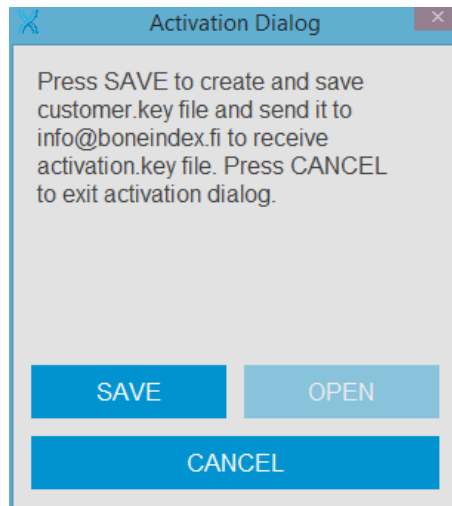 Activation Dialog
Press SAVE to create and save
customer.key file and send it to
info@boneindex.fi to receive
activation.key file. Press CANCEL
to exit activation dialog.
SAVE
OPEN
CANCEL